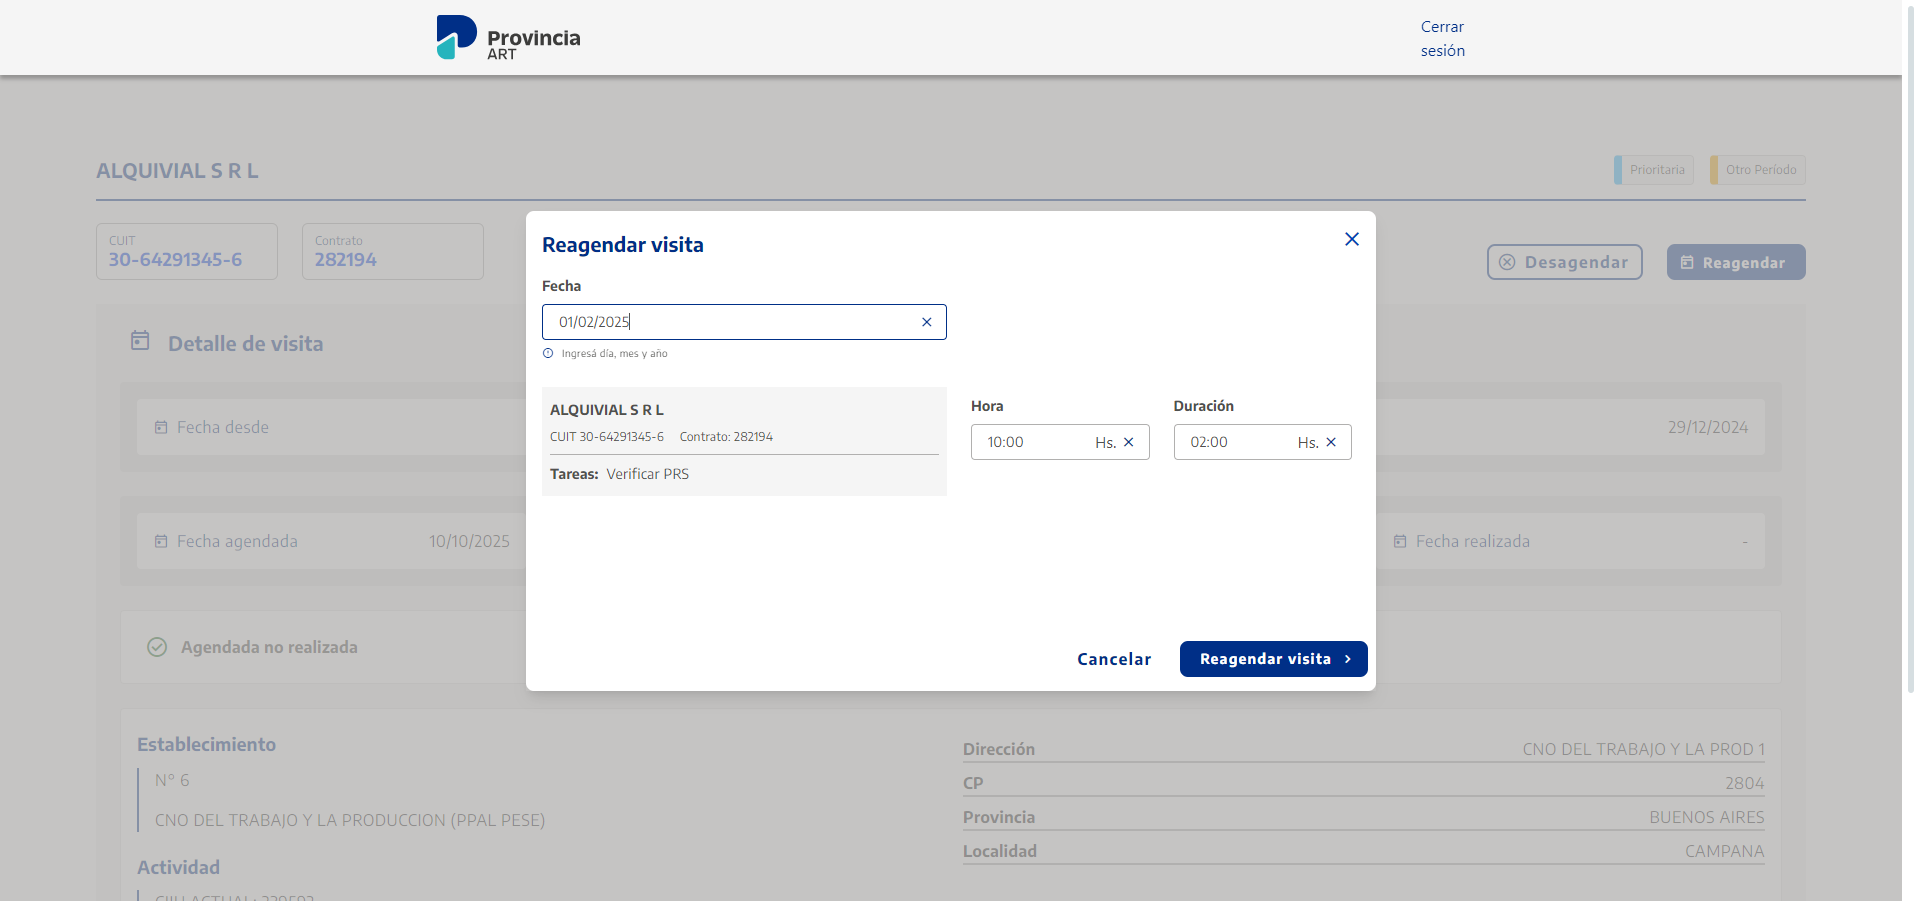 Provincia
ART
Cerrar
sesión
ALQUIVIAL S R L
Prioritaria
Otro Período
CUIT
30-64291345-6
Contrato
282194
Desagendar
Reagendar
Detalle de visita
Fecha desde
29/12/2024
Fecha agendada
10/10/2025
Fecha realizada
-
Agendada no realizada
Reagendar visita
Fecha
01/02/2025
Ingresá día, mes y año
ALQUIVIAL S R L
CUIT 30-64291345-6 Contrato: 282194
Tareas: Verificar PRS
Hora
10:00 Hs.
Duración
02:00 Hs.
Cancelar
Reagendar visita
Establecimiento
N° 6
CNO DEL TRABAJO Y LA PRODUCCION (PPAL PESE)
Actividad
Dirección CNO DEL TRABAJO Y LA PROD 1
CP 2804
Provincia BUENOS AIRES
Localidad CAMPANA